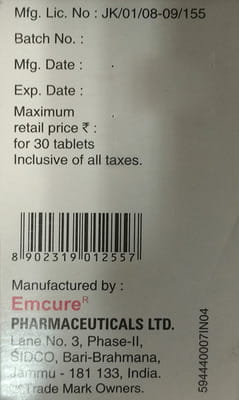 Mfg. Lic. No : JK/01/08-09/155
Batch No. :
Mfg. Date :
Exp. Date :
Maximum
retail price ₹ :
for 30 tablets
Inclusive of all taxes.
8 902319 012557
Manufactured by :
Emcure®
PHARMACEUTICALS LTD.
Lane No. 3, Phase-II,
SIDCO, Bari-Brahmana,
Jammu - 181 133, India.
Trade Mark Owners.
594440007IN04